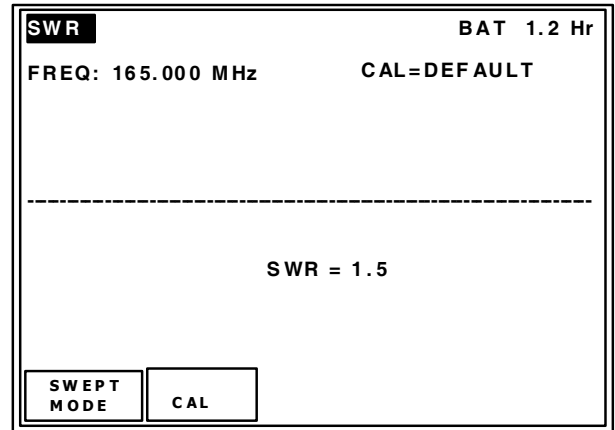 SWR BAT 1.2 Hr
FREQ: 165.000 MHz CAL=DEFAULT
SWR = 1.5
SWEPT
MODE
CAL